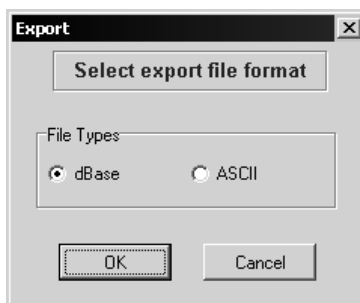 Export
Select export file format
File Types
dBase ASCII
OK Cancel